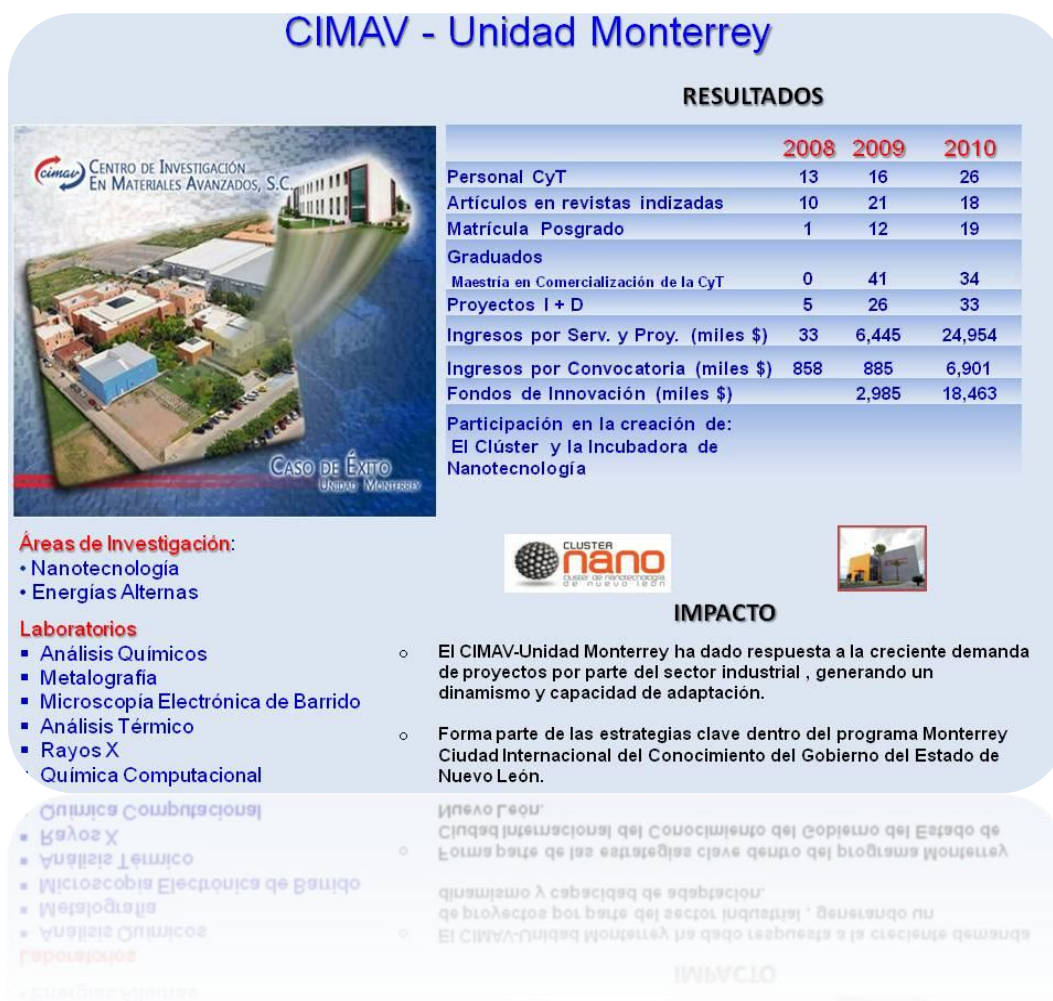 CIMAV - Unidad Monterrey
RESULTADOS
cimav
CENTRO DE INVESTIGACIÓN
EN MATERIALES AVANZADOS, S.C.
CASO DE ÉXITO
UNIDAD MONTERREY
2008 2009 2010
Personal CyT 13 16 26
Artículos en revistas indizadas 10 21 18
Matrícula Posgrado 1 12 19
Graduados
Maestría en Comercialización de la CyT 0 41 34
Proyectos I + D 5 26 33
Ingresos por Serv. y Proy. (miles $) 33 6,445 24,954
Ingresos por Convocatoria (miles $) 858 885 6,901
Fondos de Innovación (miles $) 2,985 18,463
Participación en la creación de:
El Clúster y la Incubadora de
Nanotecnología
Áreas de Investigación:
• Nanotecnología
• Energías Alternas
Laboratorios
▪ Análisis Químicos
▪ Metalografía
▪ Microscopía Electrónica de Barrido
▪ Análisis Térmico
▪ Rayos X
Química Computacional
CLUSTER
nano
cluster de nanotecnología
de nuevo león
IMPACTO
o El CIMAV-Unidad Monterrey ha dado respuesta a la creciente demanda
de proyectos por parte del sector industrial , generando un
dinamismo y capacidad de adaptación.
o Forma parte de las estrategias clave dentro del programa Monterrey
Ciudad Internacional del Conocimiento del Gobierno del Estado de
Nuevo León.